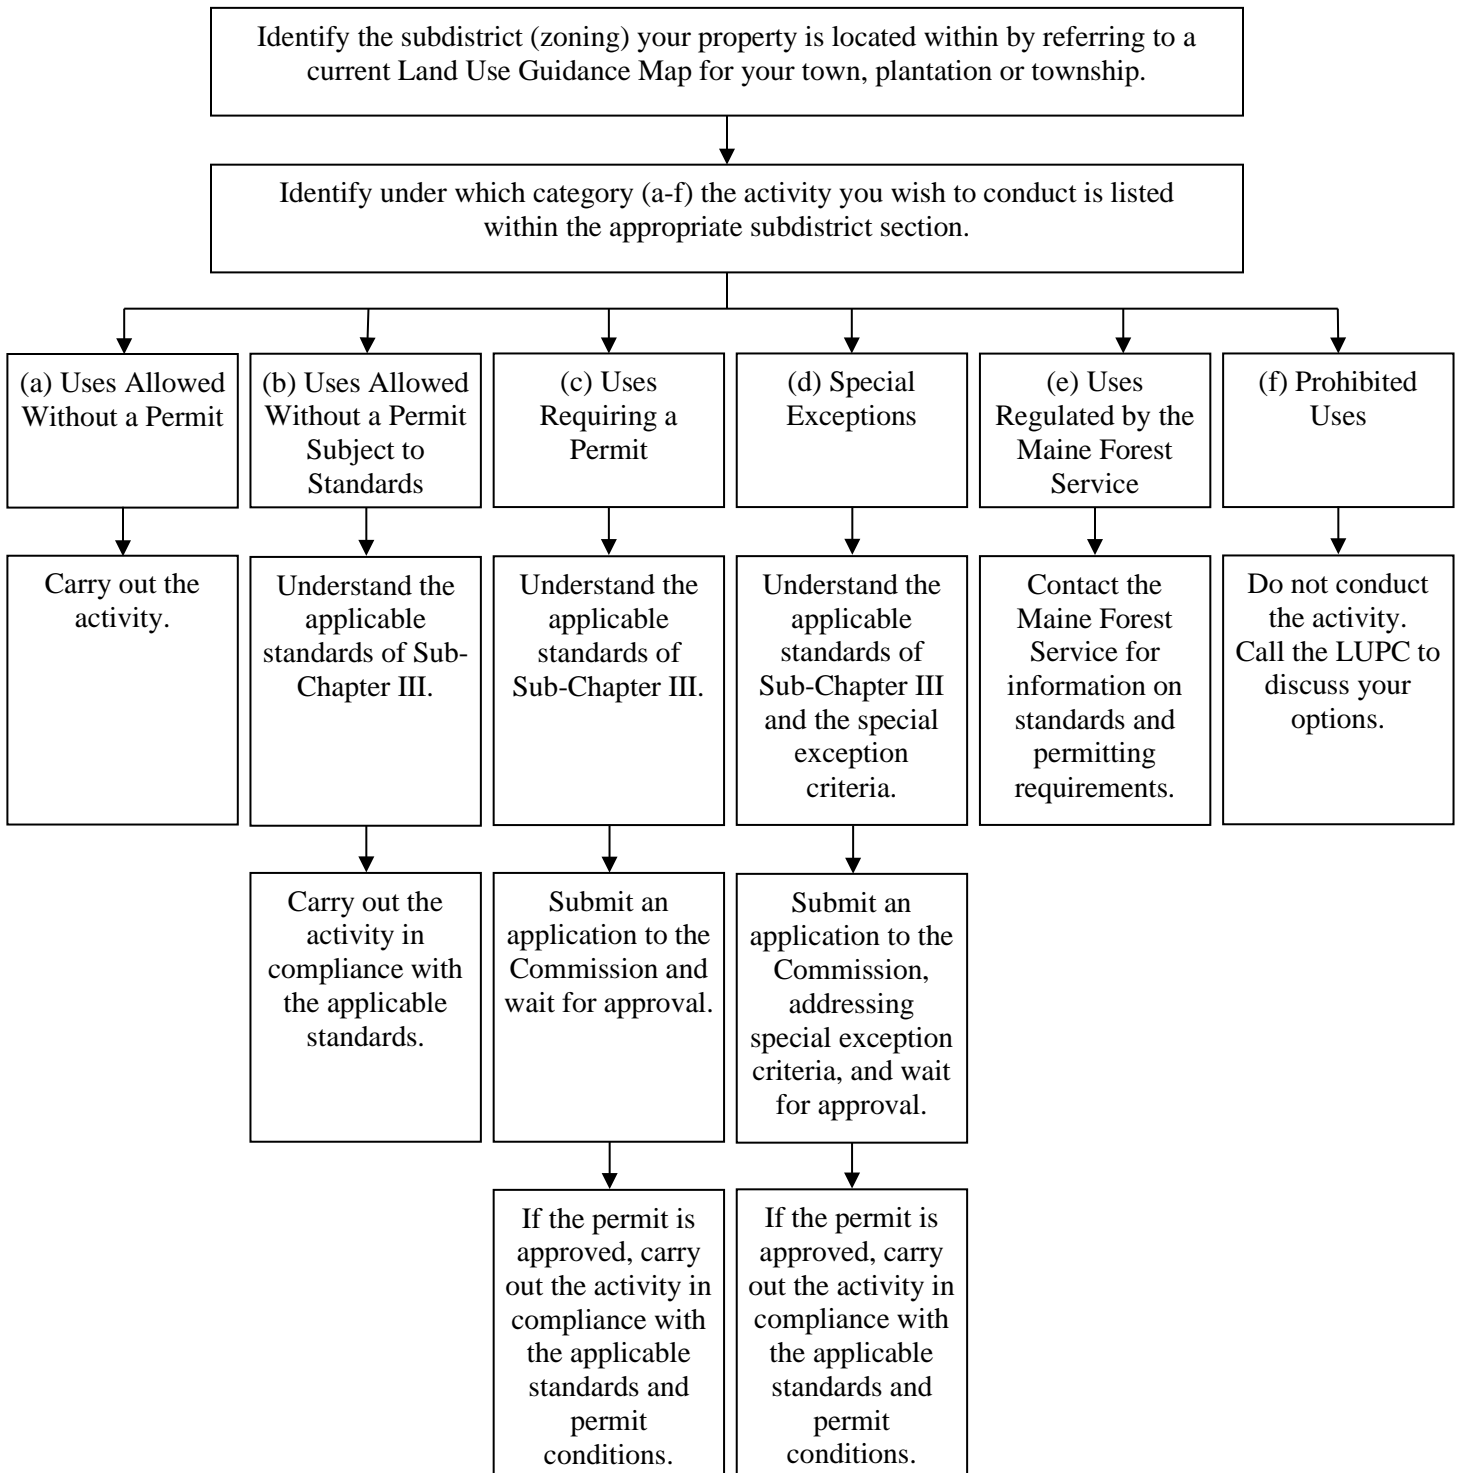 Identify the subdistrict (zoning) your property is located within by referring to a
current Land Use Guidance Map for your town, plantation or township.
Identify under which category (a-f) the activity you wish to conduct is listed
within the appropriate subdistrict section.
(a) Uses Allowed
Without a Permit
(b) Uses Allowed
Without a Permit
Subject to
Standards
(c) Uses
Requiring a
Permit
(d) Special
Exceptions
(e) Uses
Regulated by the
Maine Forest
Service
(f) Prohibited
Uses
Carry out the
activity.
Understand the
applicable
standards of Sub-
Chapter III.
Understand the
applicable
standards of
Sub-Chapter III.
Understand the
applicable
standards of
Sub-Chapter III
and the special
exception
criteria.
Contact the
Maine Forest
Service for
information on
standards and
permitting
requirements.
Do not conduct
the activity.
Call the LUPC to
discuss your
options.
Carry out the
activity in
compliance with
the applicable
standards.
Submit an
application to the
Commission and
wait for approval.
Submit an
application to the
Commission,
addressing
special exception
criteria, and wait
for approval.
If the permit is
approved, carry
out the activity in
compliance with
the applicable
standards and
permit
conditions.
If the permit is
approved, carry
out the activity in
compliance with
the applicable
standards and
permit
conditions.